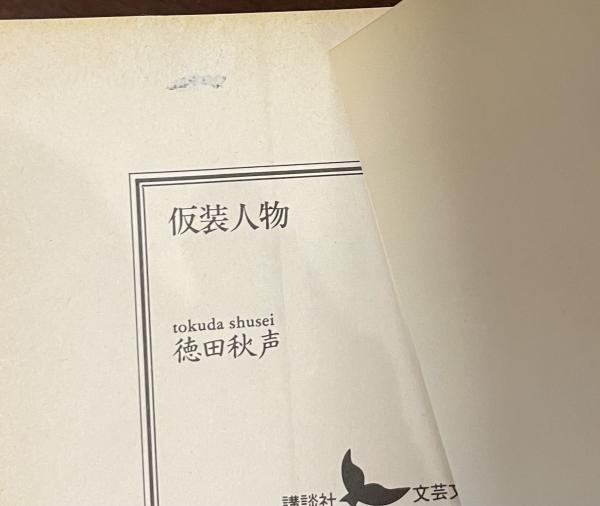 仮装人物
tokuda shusei
徳田秋声
講談社 文芸